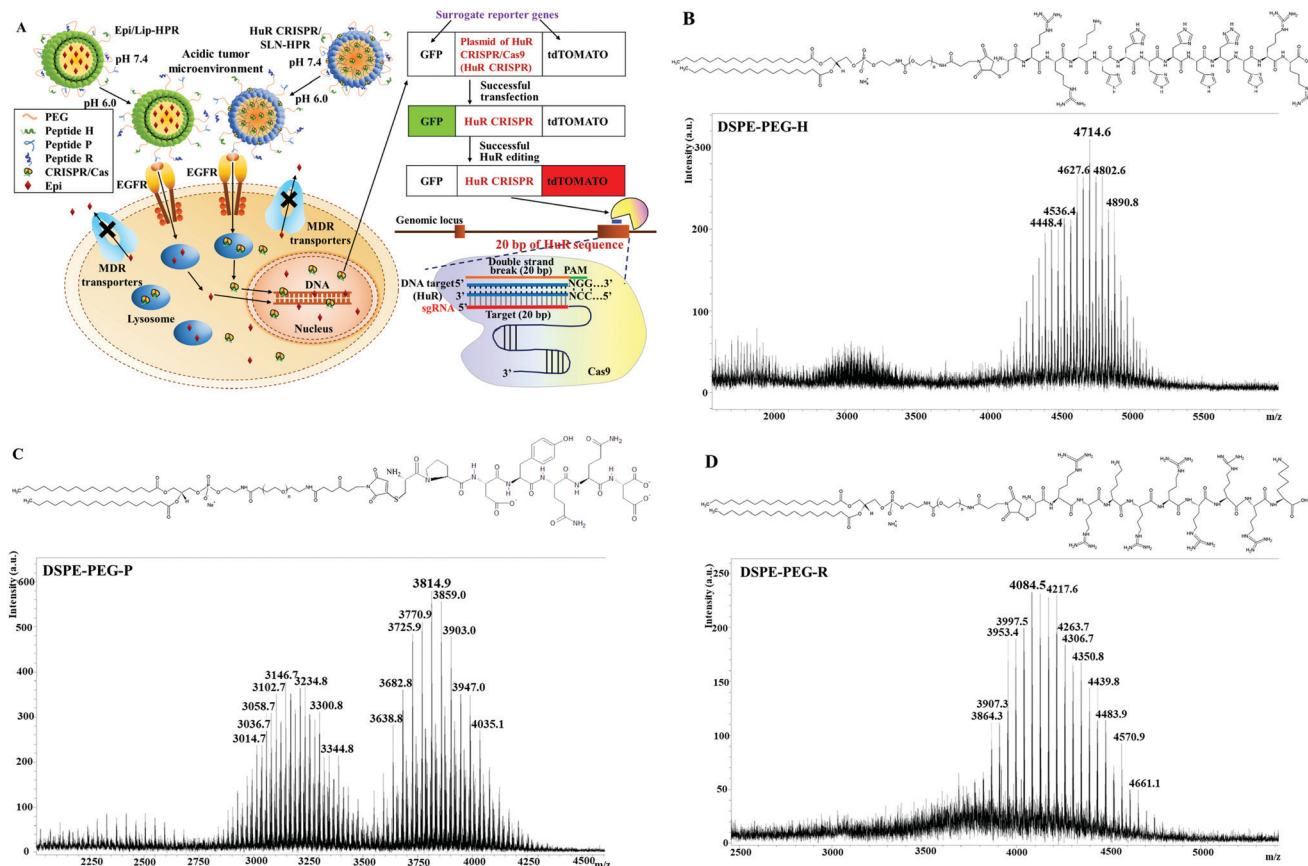 A
Epi/Lip-HPR
pH 7.4
pH 6.0
Acidic tumor
microenvironment
HuR CRISPR/
SLN-HPR
pH 7.4
pH 6.0
PEG
Peptide H
Peptide P
Peptide R
CRISPR/Cas
Epi
EGFR
EGFR
MDR
transporters
MDR
transporters
Lysosome
DNA
Nucleus
Surrogate reporter genes
GFP
Plasmid of HuR
CRISPR/Cas9
(HuR CRISPR)
tdTOMATO
Successful
transfection
GFP
HuR CRISPR
tdTOMATO
Successful
HuR editing
GFP
HuR CRISPR
tdTOMATO
Genomic locus
20 bp of HuR sequence
Double strand
break (20 bp)
PAM
DNA target 5’
NGG…3’
(HuR) 3’
NCC…5’
sgRNA 5’
Target (20 bp)
3’
Cas9
B
DSPE-PEG-H
Intensity (a.u.)
300
200
100
0
4714.6
4627.6
4802.6
4536.4
4890.8
4448.4
2000
3000
3500
4000
4500
5000
5500
m/z
C
DSPE-PEG-P
Intensity (a.u.)
600
500
400
300
200
100
0
3814.9
3859.0
3770.9
3725.9
3903.0
3682.8
3947.0
3638.8
4035.1
3146.7
3234.8
3102.7
3058.7
3300.8
3036.7
3014.7
3344.8
2250
2500
2750
3000
3250
3500
3750
4000
4250
4500
m/z
D
DSPE-PEG-R
Intensity (a.u.)
250
200
150
100
50
0
4084.5
4217.6
3997.5
4263.7
3953.4
4306.7
4350.8
3907.3
4439.8
3864.3
4483.9
4570.9
4661.1
2450
3000
3500
4000
4500
5000
m/z